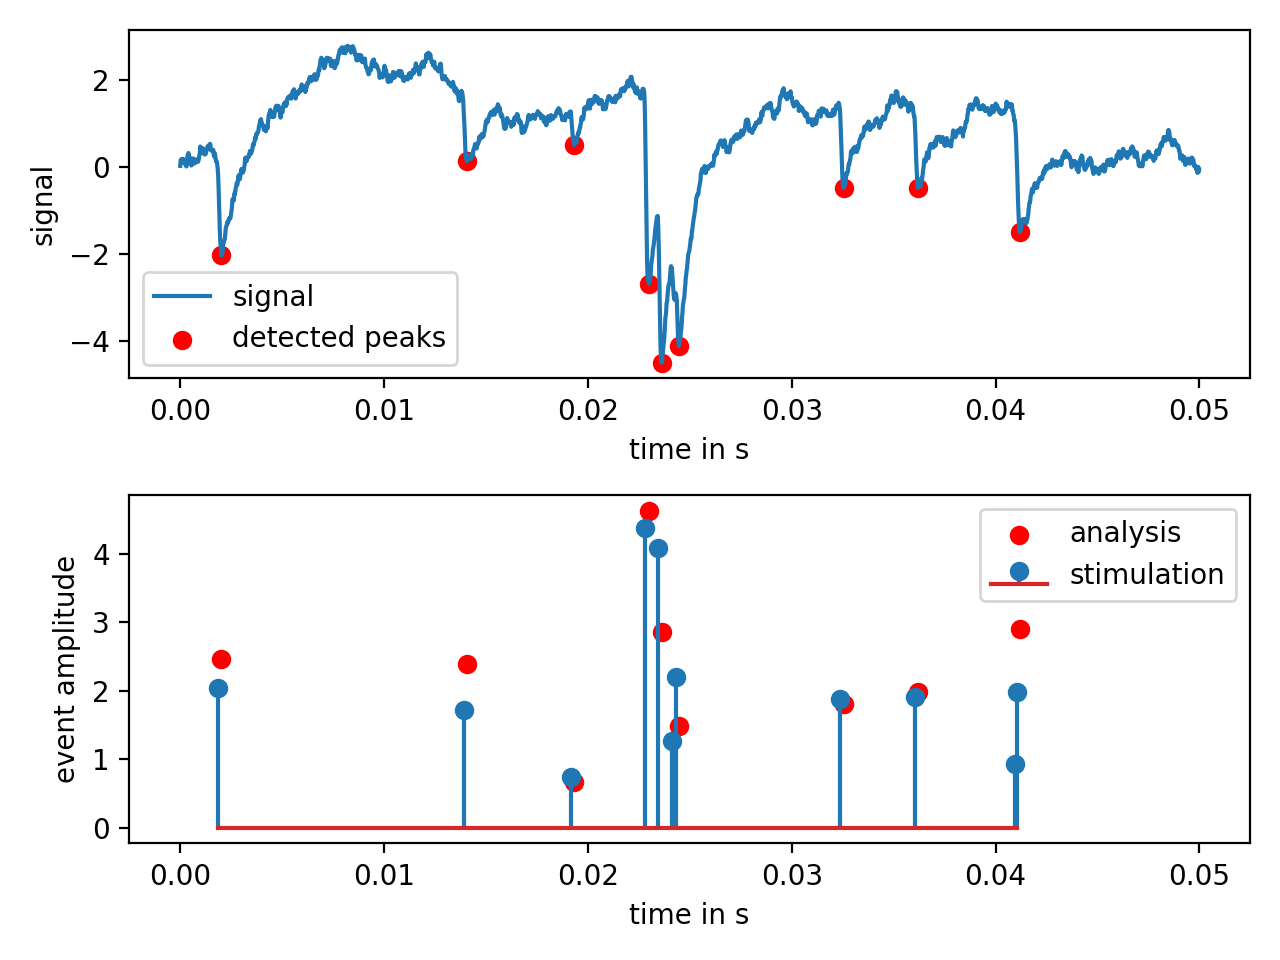 2
0
−2
−4
signal
signal
detected peaks
0.00 0.01 0.02 0.03 0.04 0.05
time in s
4
3
2
1
0
event amplitude
analysis
stimulation
0.00 0.01 0.02 0.03 0.04 0.05
time in s